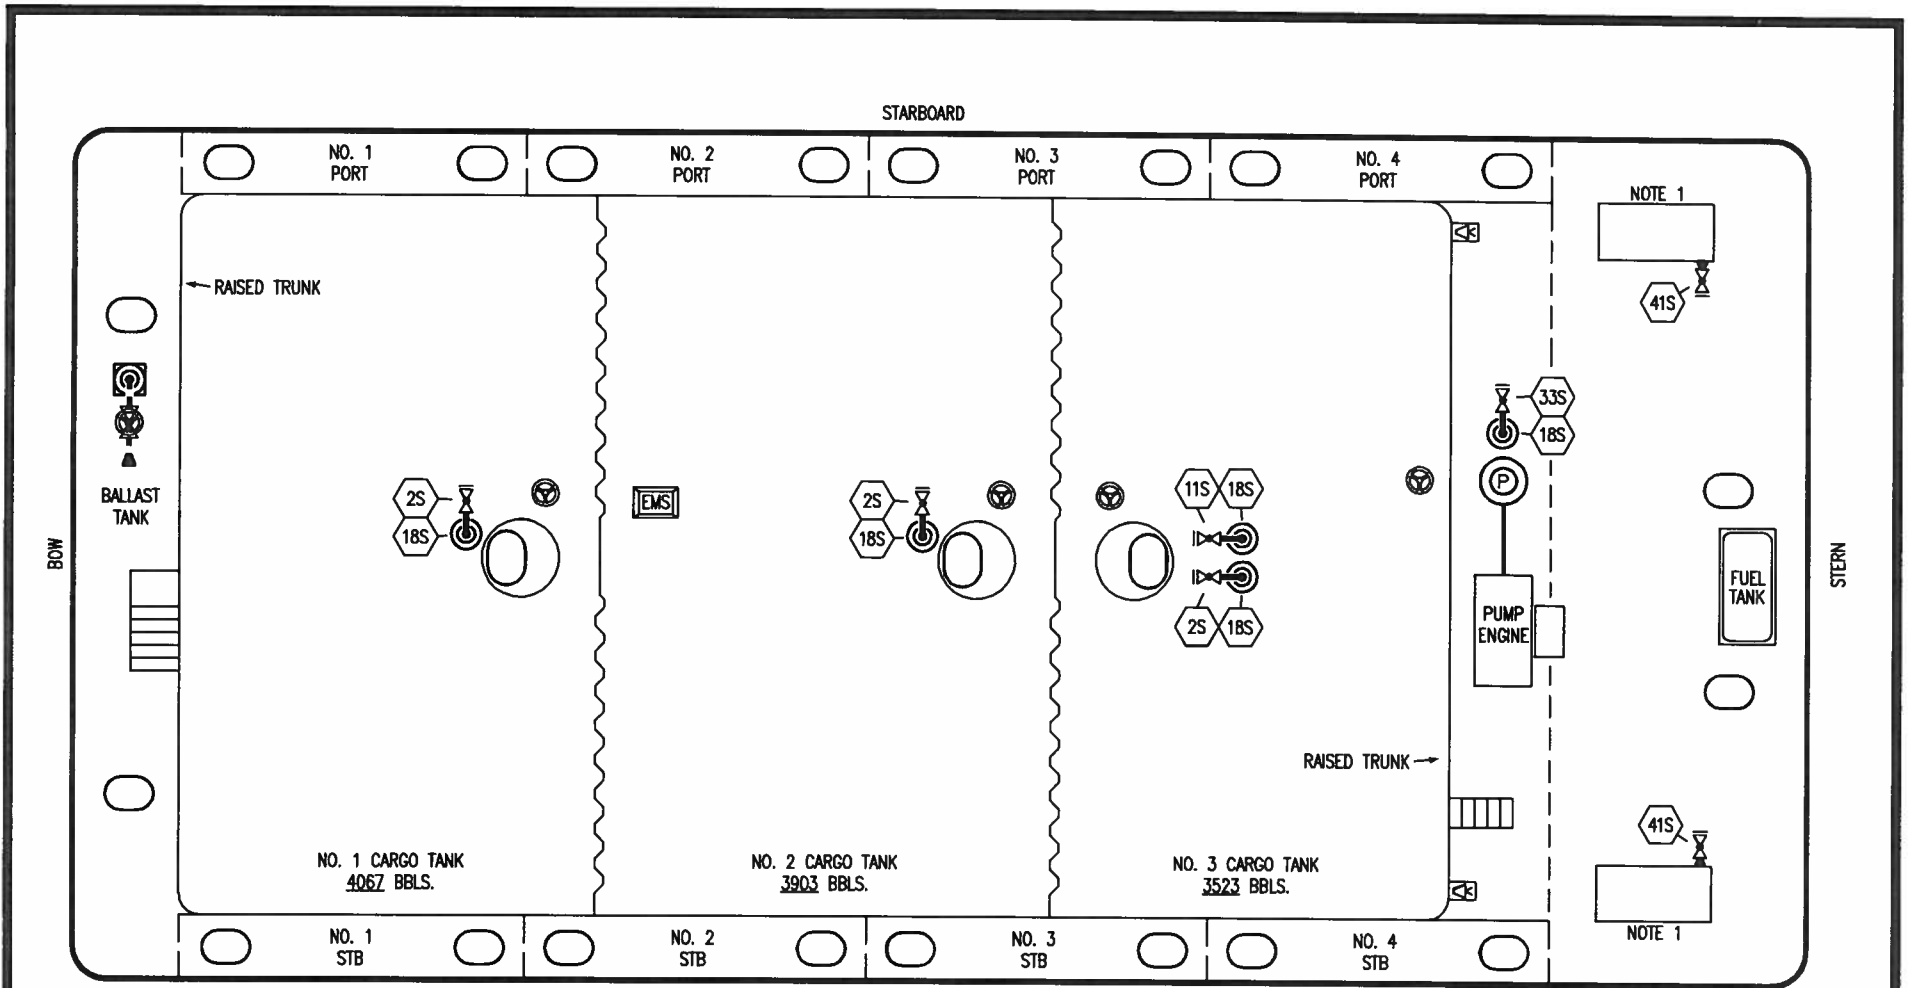 STARBOARD
NO. 1
PORT
NO. 2
PORT
NO. 3
PORT
NO. 4
PORT
NOTE 1
RAISED TRUNK
41S
33S
18S
BALLAST
TANK
2S
18S
EMS
2S
18S
11S
18S
P
BOW
2S
18S
PUMP
ENGINE
FUEL
TANK
STERN
RAISED TRUNK
41S
NO. 1 CARGO TANK
4067 BBLS.
NO. 2 CARGO TANK
3903 BBLS.
NO. 3 CARGO TANK
3523 BBLS.
NOTE 1
NO. 1
STB
NO. 2
STB
NO. 3
STB
NO. 4
STB